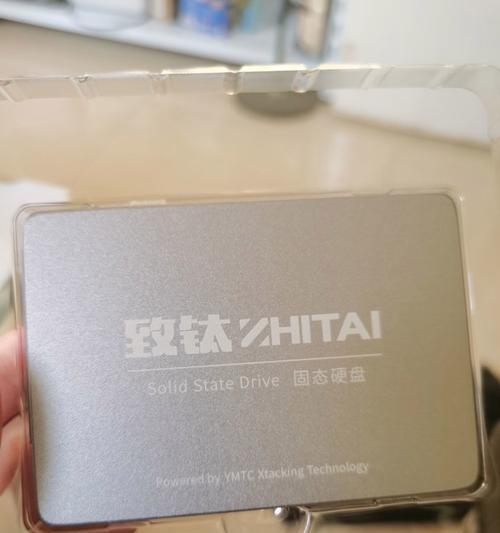 致钛 ZHITAI
Solid State Drive 固态硬盘
Powered by YMTC Xtacking Technology